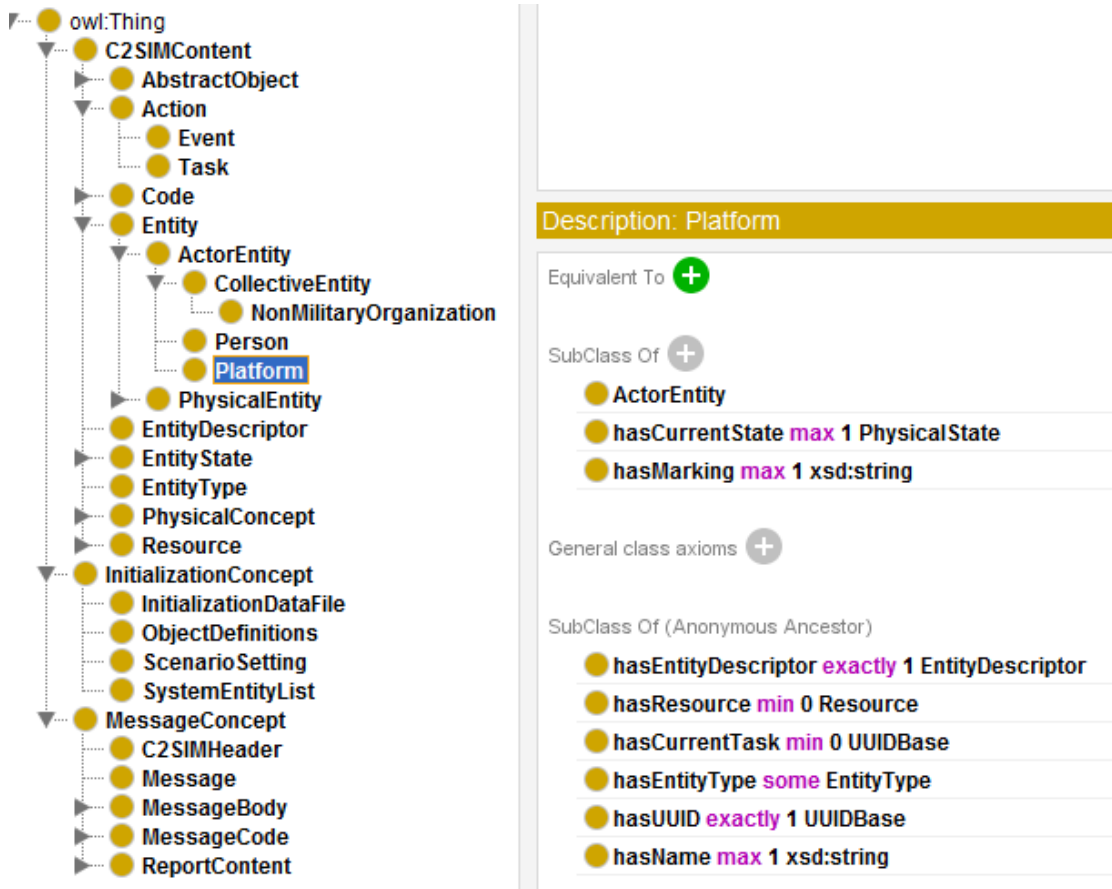 owl:Thing
C2SIMContent
AbstractObject
Action
Event
Task
Code
Entity
ActorEntity
CollectiveEntity
NonMilitaryOrganization
Person
Platform
PhysicalEntity
EntityDescriptor
EntityState
EntityType
PhysicalConcept
Resource
InitializationConcept
InitializationDataFile
ObjectDefinitions
ScenarioSetting
SystemEntityList
MessageConcept
C2SIMHeader
Message
MessageBody
MessageCode
ReportContent
Description: Platform
Equivalent To
SubClass Of
ActorEntity
hasCurrentState max 1 PhysicalState
hasMarking max 1 xsd:string
General class axioms
SubClass Of (Anonymous Ancestor)
hasEntityDescriptor exactly 1 EntityDescriptor
hasResource min 0 Resource
hasCurrentTask min 0 UUIDBase
hasEntityType some EntityType
hasUUID exactly 1 UUIDBase
hasName max 1 xsd:string